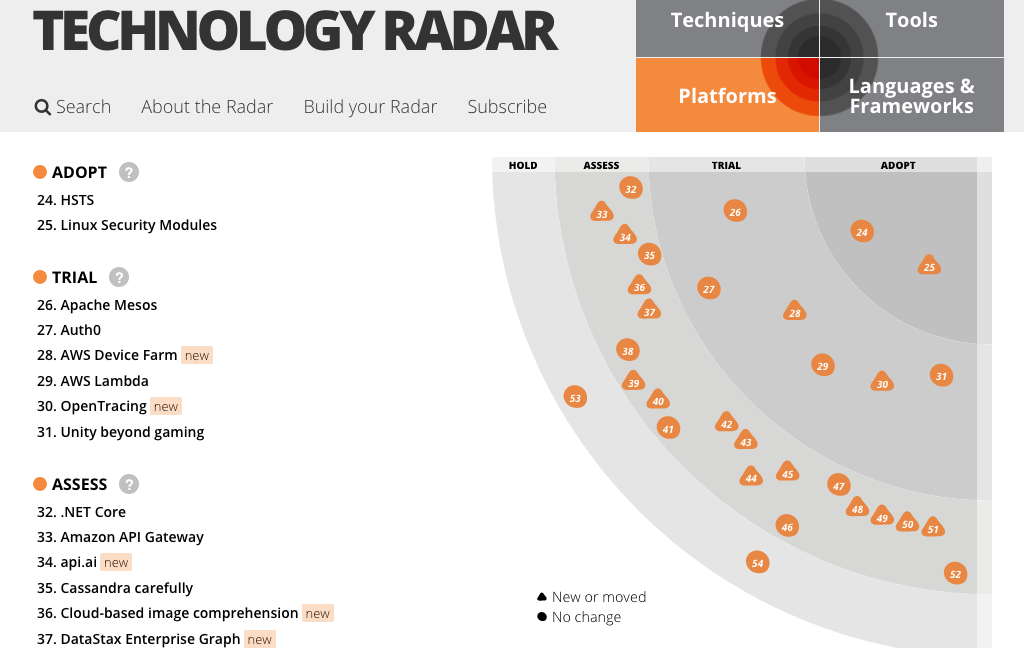 TECHNOLOGY RADAR
Techniques
Tools
Platforms
Languages &
Frameworks
Search About the Radar Build your Radar Subscribe
ADOPT ?
24. HSTS
25. Linux Security Modules
TRIAL ?
26. Apache Mesos
27. Auth0
28. AWS Device Farm new
29. AWS Lambda
30. OpenTracing new
31. Unity beyond gaming
ASSESS ?
32. .NET Core
33. Amazon API Gateway
34. api.ai new
35. Cassandra carefully
36. Cloud-based image comprehension new
37. DataStax Enterprise Graph new
HOLD ASSESS TRIAL ADOPT
32
33
26
34
24
35
25
36
27
37
28
38
29
31
39
30
53
40
42
41
43
45
44
47
48
49
50
46
51
54
52
New or moved
No change